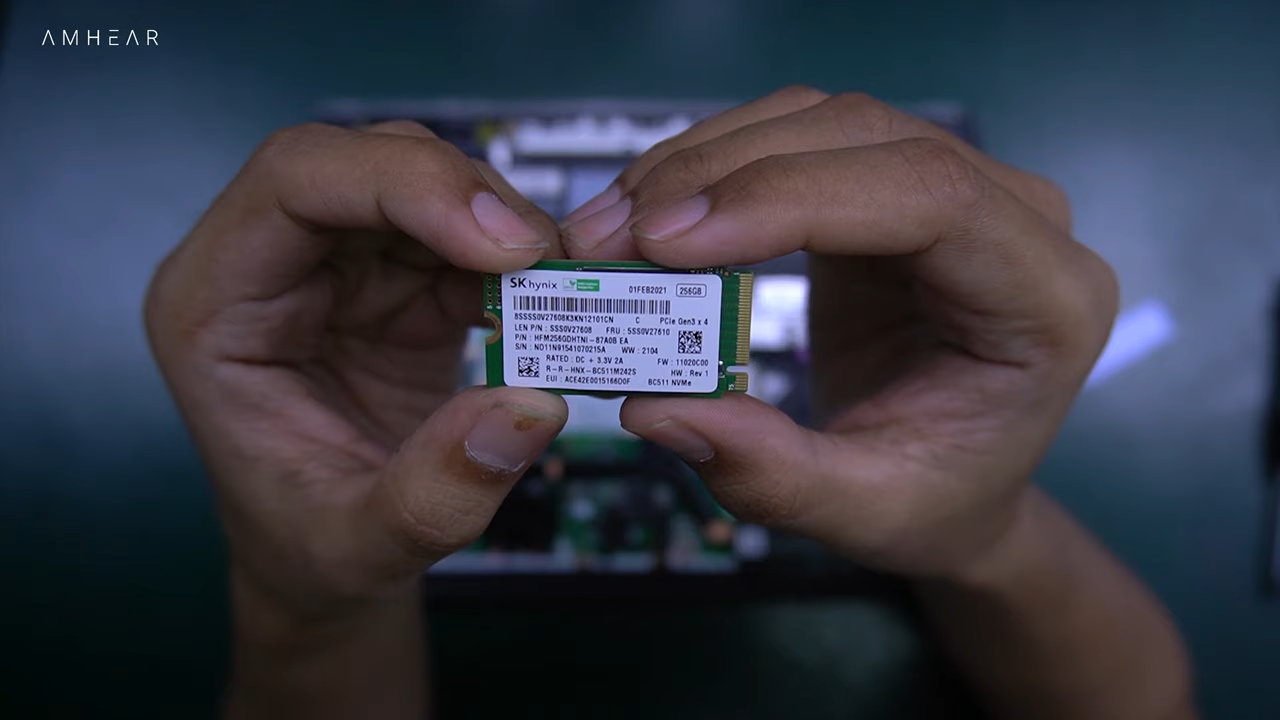 AMHEAR
SK hynix
01FEB2021 256GB
8SSS0V27608K3KN12101CN C PCIe Gen3 x 4
LEN P/N : SSS0V27608 FRU : 5SS0V27610
P/N : HFM256GDHTNI-87A0B EA
S/N : ND11N91541070215A WW : 2104
RATED : DC + 3.3V 2A FW : 11020C00
R-R-HNX-BC511M242S HW : Rev 1
EUI : ACE42E0015166D0F BC511 NVMe